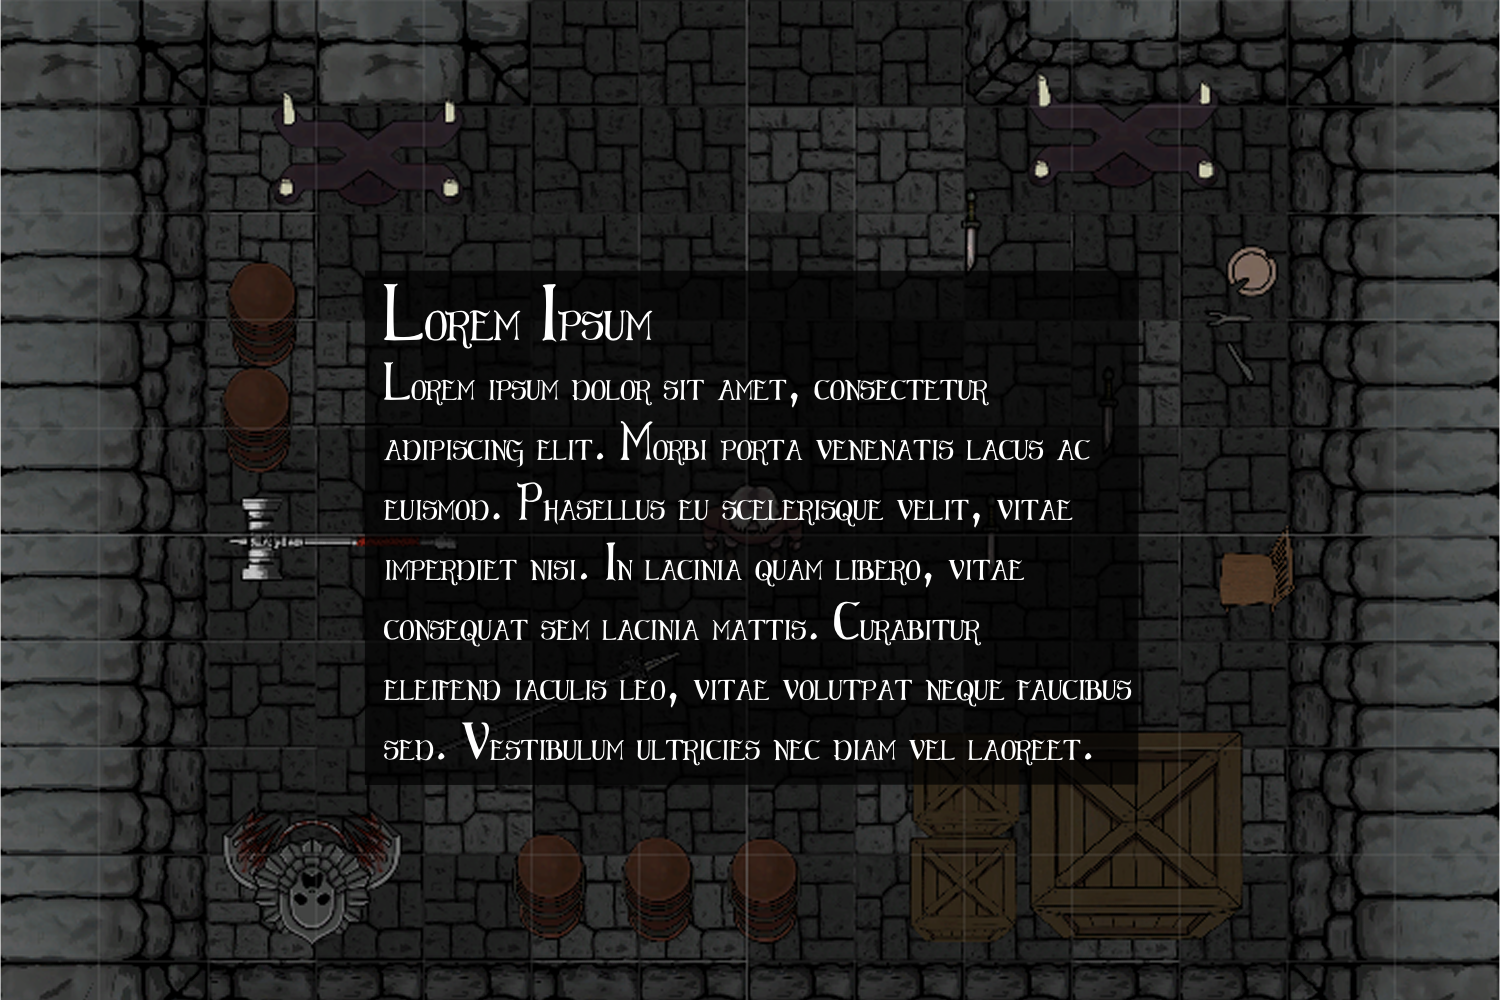 Lorem Ipsum
Lorem ipsum dolor sit amet, consectetur
adipiscing elit. Morbi porta venenatis lacus ac
euismod. Phasellus eu scelerisque velit, vitae
imperdiet nisi. In lacinia quam libero, vitae
consequat sem lacinia mattis. Curabitur
eleifend iaculis leo, vitae volutpat neque faucibus
sed. Vestibulum ultricies nec diam vel laoreet.